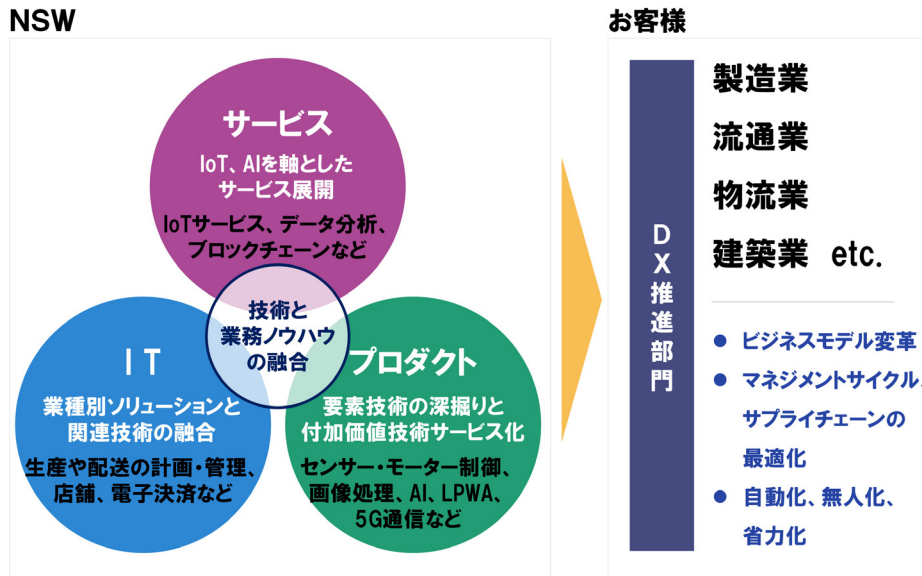 NSW
サービス
IoT、AIを軸とした
サービス展開
IoTサービス、データ分析、
ブロックチェーンなど
技術と
業務ノウハウ
の融合
IT
業種別ソリューションと
関連技術の融合
生産や配送の計画・管理、
店舗、電子決済など
プロダクト
要素技術の深掘りと
付加価値技術サービス化
センサー・モーター制御、
画像処理、AI、LPWA、
5G通信など
お客様
DX推進部門
製造業
流通業
物流業
建築業 etc.
● ビジネスモデル変革
● マネジメントサイクル、
サプライチェーンの
最適化
● 自動化、無人化、
省力化